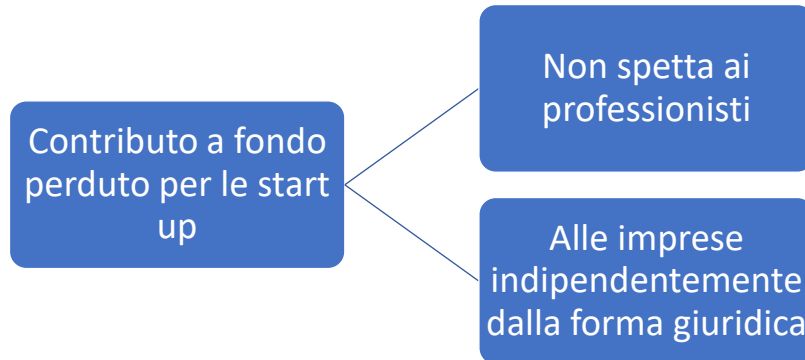 Contributo a fondo
perduto per le start
up
Non spetta ai
professionisti
Alle imprese
indipendentemente
dalla forma giuridica